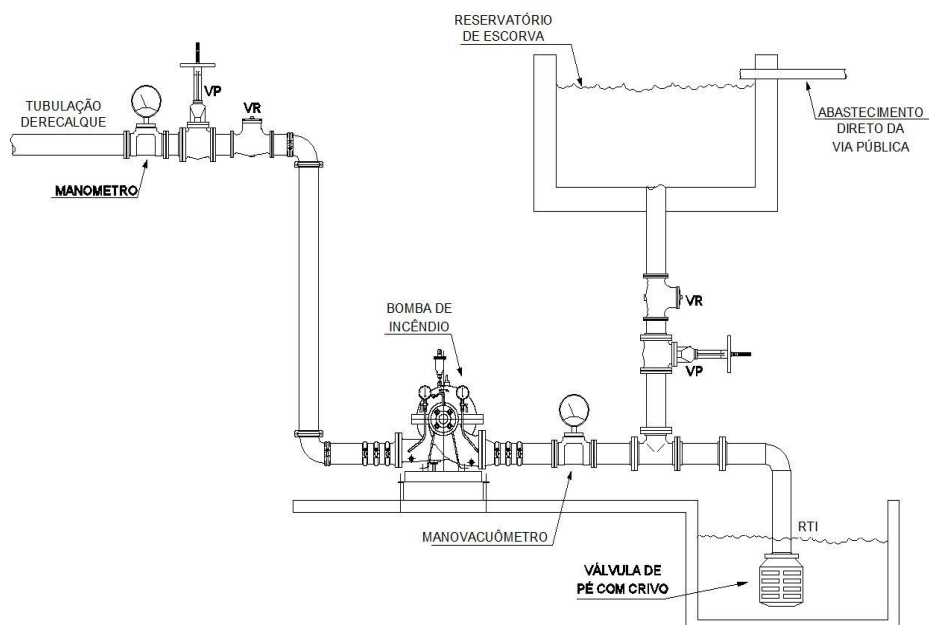 RESERVATÓRIO
DE ESCORVA
VP
VR
TUBULAÇÃO
DERECALQUE
MANOMETRO
ABASTECIMENTO
DIRETO DA
VIA PÚBLICA
VR
BOMBA DE
INCÊNDIO
VP
MANOVACUÔMETRO
RTI
VÁLVULA DE
PÉ COM CRIVO